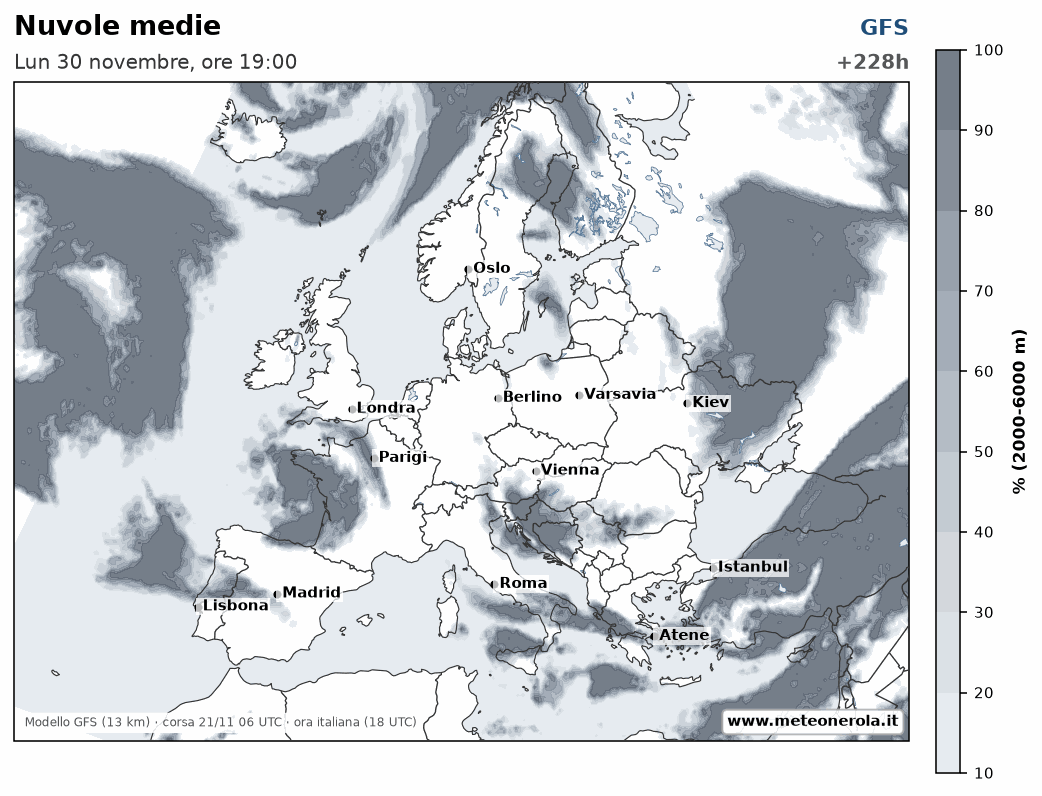 Nuvole medie
GFS
Lun 30 novembre, ore 19:00
+228h
100
90
80
70
60
50
40
30
20
10
% (2000-6000 m)
Oslo
Londra
Berlino
Varsavia
Kiev
Parigi
Vienna
Istanbul
Roma
Madrid
Lisbona
Atene
Modello GFS (13 km) · corsa 21/11 06 UTC · ora italiana (18 UTC)
www.meteonerola.it